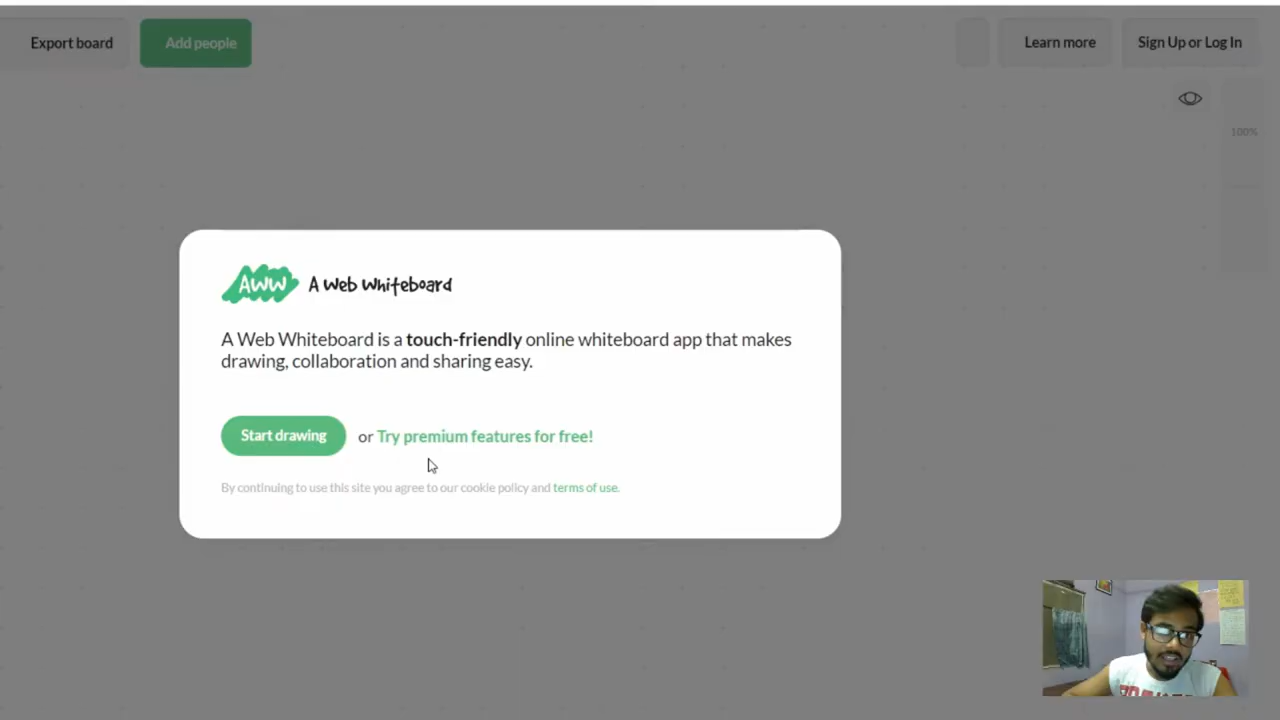 Export board
Add people
Learn more
Sign Up or Log In
100%
AWW A Web Whiteboard
A Web Whiteboard is a touch-friendly online whiteboard app that makes
drawing, collaboration and sharing easy.
Start drawing or Try premium features for free!
By continuing to use this site you agree to our cookie policy and terms of use.